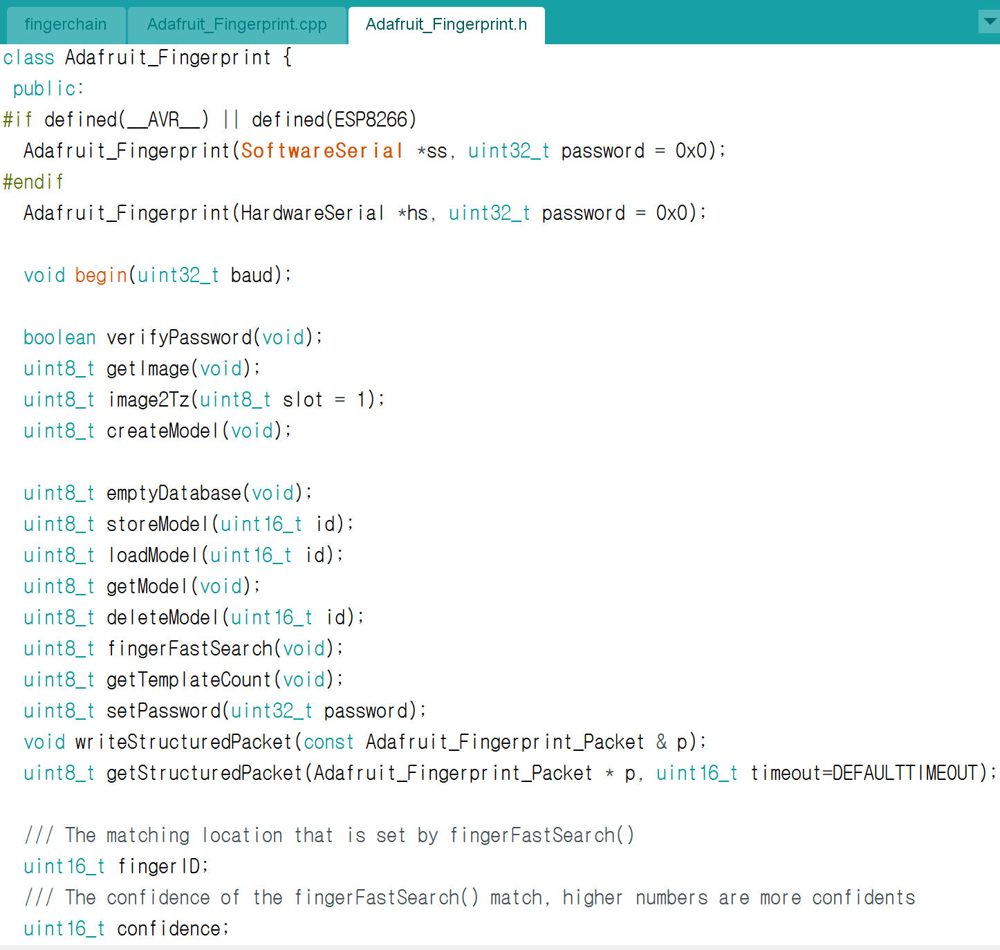 fingerchain Adafruit_Fingerprint.cpp Adafruit_Fingerprint.h
class Adafruit_Fingerprint {
 public:
#if defined(__AVR__) || defined(ESP8266)
  Adafruit_Fingerprint(SoftwareSerial *ss, uint32_t password = 0x0);
#endif
  Adafruit_Fingerprint(HardwareSerial *hs, uint32_t password = 0x0);
  void begin(uint32_t baud);
  boolean verifyPassword(void);
  uint8_t getImage(void);
  uint8_t image2Tz(uint8_t slot = 1);
  uint8_t createModel(void);
  uint8_t emptyDatabase(void);
  uint8_t storeModel(uint16_t id);
  uint8_t loadModel(uint16_t id);
  uint8_t getModel(void);
  uint8_t deleteModel(uint16_t id);
  uint8_t fingerFastSearch(void);
  uint8_t getTemplateCount(void);
  uint8_t setPassword(uint32_t password);
  void writeStructuredPacket(const Adafruit_Fingerprint_Packet & p);
  uint8_t getStructuredPacket(Adafruit_Fingerprint_Packet * p, uint16_t timeout=DEFAULTTIMEOUT);
  /// The matching location that is set by fingerFastSearch()
  uint16_t fingerID;
  /// The confidence of the fingerFastSearch() match, higher numbers are more confidents
  uint16_t confidence;